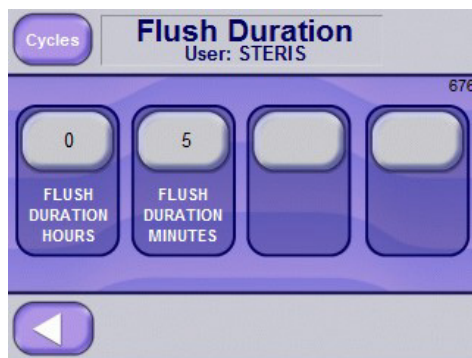 Cycles
Flush Duration
User: STERIS
676
0
5
FLUSH
DURATION
HOURS
FLUSH
DURATION
MINUTES